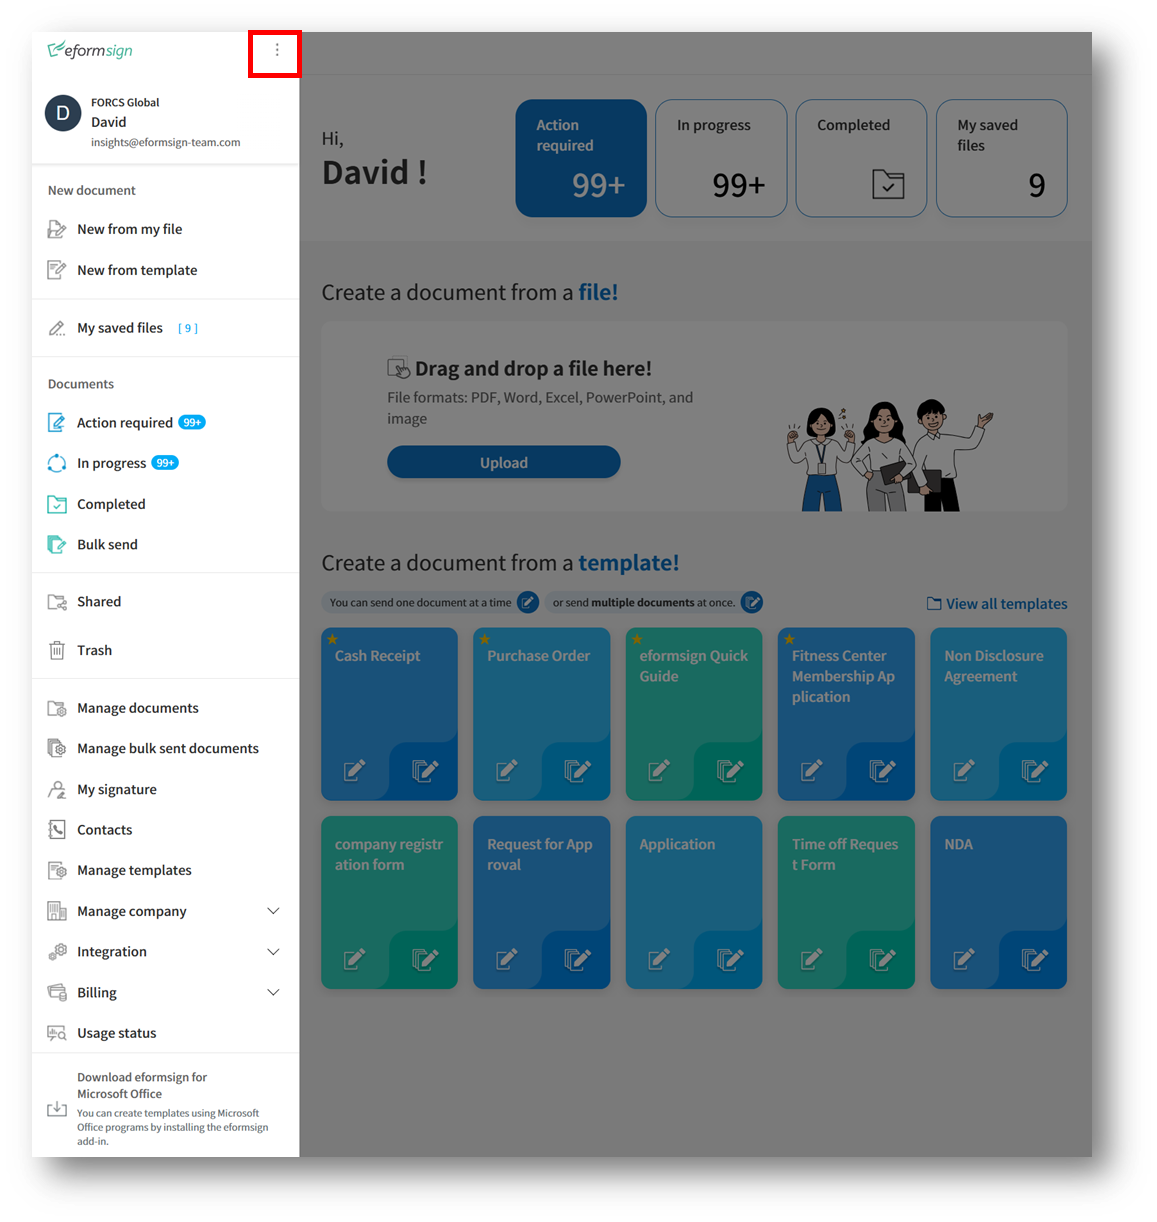 eformsign
D
FORCS Global
David
insights@eformsign-team.com
New document
New from my file
New from template
My saved files [ 9 ]
Documents
Action required 99+
In progress 99+
Completed
Bulk send
Shared
Trash
Manage documents
Manage bulk sent documents
My signature
Contacts
Manage templates
Manage company
Integration
Billing
Usage status
Download eformsign for
Microsoft Office
You can create templates using Microsoft
Office programs by installing the eformsign
add-in.
Hi,
David !
Action
required
99+
In progress
99+
Completed
My saved
files
9
Create a document from a file!
Drag and drop a file here!
File formats: PDF, Word, Excel, PowerPoint, and
image
Upload
Create a document from a template!
You can send one document at a time
or send multiple documents at once.
View all templates
Cash Receipt
Purchase Order
eformsign Quick
Guide
Fitness Center
Membership Ap
plication
Non Disclosure
Agreement
company registr
ation form
Request for App
roval
Application
Time off Reques
t Form
NDA